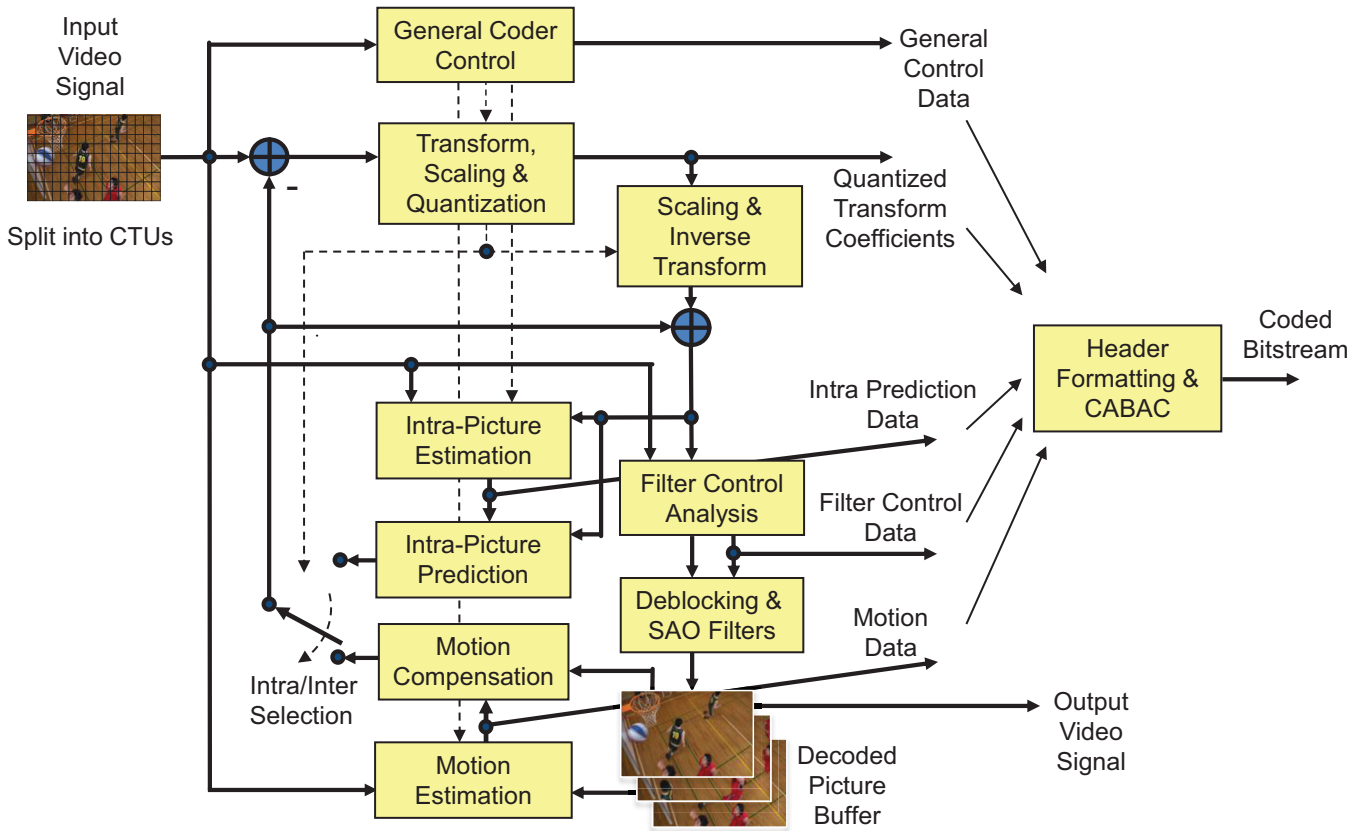 Input
Video
Signal
Split into CTUs
General Coder
Control
Transform,
Scaling &
Quantization
-
Scaling &
Inverse
Transform
General
Control
Data
Quantized
Transform
Coefficients
Intra-Picture
Estimation
Intra-Picture
Prediction
Filter Control
Analysis
Deblocking &
SAO Filters
Motion
Compensation
Motion
Estimation
Intra/Inter
Selection
Intra Prediction
Data
Filter Control
Data
Motion
Data
Header
Formatting &
CABAC
Coded
Bitstream
Output
Video
Signal
Decoded
Picture
Buffer